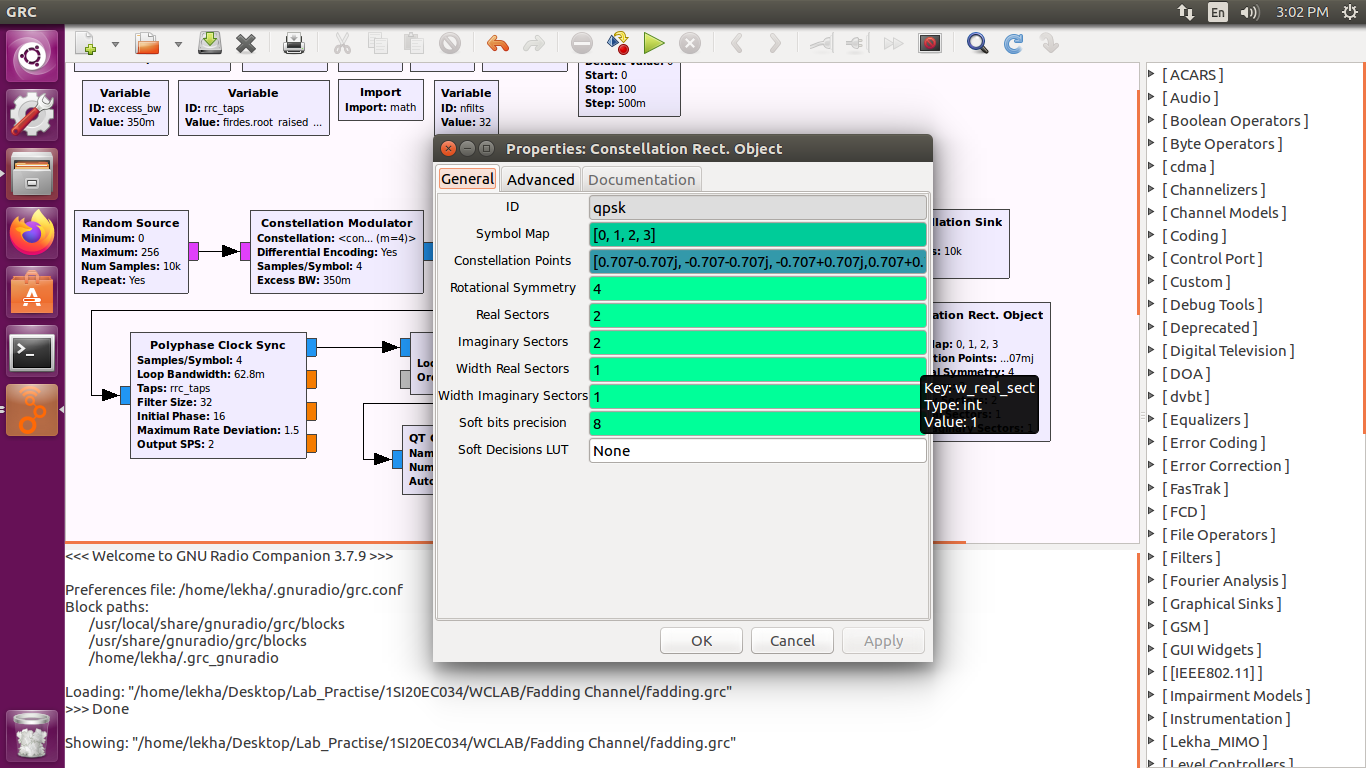 GRC
En
3:02 PM
Start: 0
Stop: 100
Step: 500m
Variable
ID: excess_bw
Value: 350m
Variable
ID: rrc_taps
Value: firdes.root_raised_...
Import
Import: math
Variable
ID: nfilts
Value: 32
Random Source
Minimum: 0
Maximum: 256
Num Samples: 10k
Repeat: Yes
Constellation Modulator
Constellation: <con... (m=4)>
Differential Encoding: Yes
Samples/Symbol: 4
Excess BW: 350m
Polyphase Clock Sync
Samples/Symbol: 4
Loop Bandwidth: 62.8m
Taps: rrc_taps
Filter Size: 32
Initial Phase: 16
Maximum Rate Deviation: 1.5
Output SPS: 2
Loo
Or
QT
Nam
Num
Auto
llation Sink
s: 10k
ation Rect. Object
ap: 0, 1, 2, 3
tion Points: ...07mj
al Symmetry: 4
Properties: Constellation Rect. Object
General
Advanced
Documentation
ID
qpsk
Symbol Map
[0, 1, 2, 3]
Constellation Points
[0.707-0.707j, -0.707-0.707j, -0.707+0.707j,0.707+0.
Rotational Symmetry
4
Real Sectors
2
Imaginary Sectors
2
Width Real Sectors
1
Width Imaginary Sectors
1
Soft bits precision
8
Soft Decisions LUT
None
Key: w_real_sect
Type: int
Value: 1
OK
Cancel
Apply
<<< Welcome to GNU Radio Companion 3.7.9 >>>
Preferences file: /home/lekha/.gnuradio/grc.conf
Block paths:
/usr/local/share/gnuradio/grc/blocks
/usr/share/gnuradio/grc/blocks
/home/lekha/.grc_gnuradio
Loading: "/home/lekha/Desktop/Lab_Practise/1SI20EC034/WCLAB/Fadding Channel/fadding.grc"
>>> Done
Showing: "/home/lekha/Desktop/Lab_Practise/1SI20EC034/WCLAB/Fadding Channel/fadding.grc"
[ ACARS ]
[ Audio ]
[ Boolean Operators ]
[ Byte Operators ]
[ cdma ]
[ Channelizers ]
[ Channel Models ]
[ Coding ]
[ Control Port ]
[ Custom ]
[ Debug Tools ]
[ Deprecated ]
[ Digital Television ]
[ DOA ]
[ dvbt ]
[ Equalizers ]
[ Error Coding ]
[ Error Correction ]
[ FasTrak ]
[ FCD ]
[ File Operators ]
[ Filters ]
[ Fourier Analysis ]
[ Graphical Sinks ]
[ GSM ]
[ GUI Widgets ]
[ [IEEE802.11] ]
[ Impairment Models ]
[ Instrumentation ]
[ Lekha_MIMO ]
[ Level Controllers ]